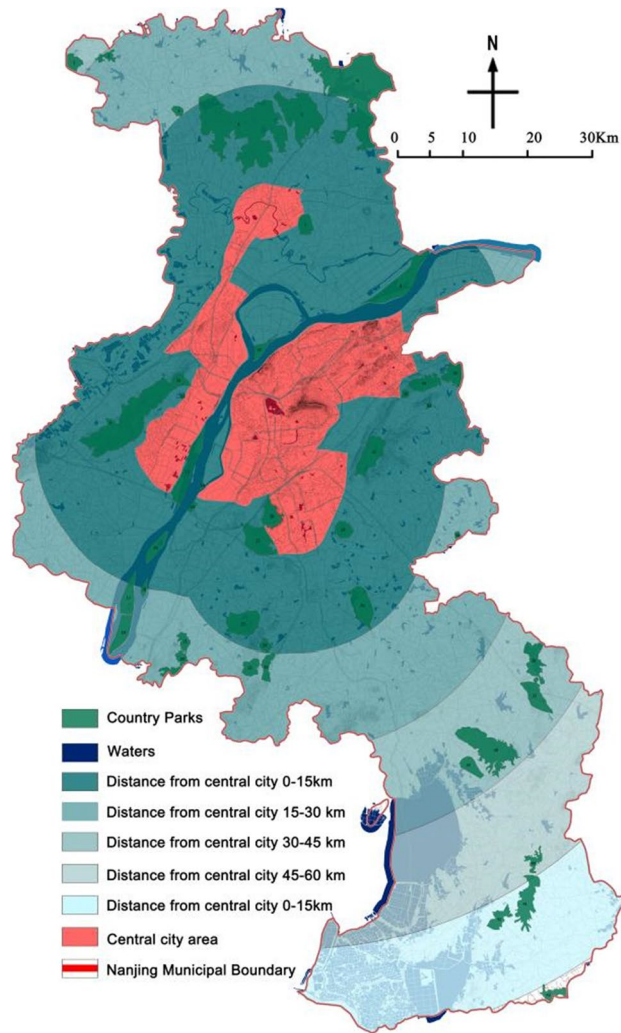 N
0 5 10 20 30Km
Country Parks
Waters
Distance from central city 0-15km
Distance from central city 15-30 km
Distance from central city 30-45 km
Distance from central city 45-60 km
Distance from central city 0-15km
Central city area
Nanjing Municipal Boundary